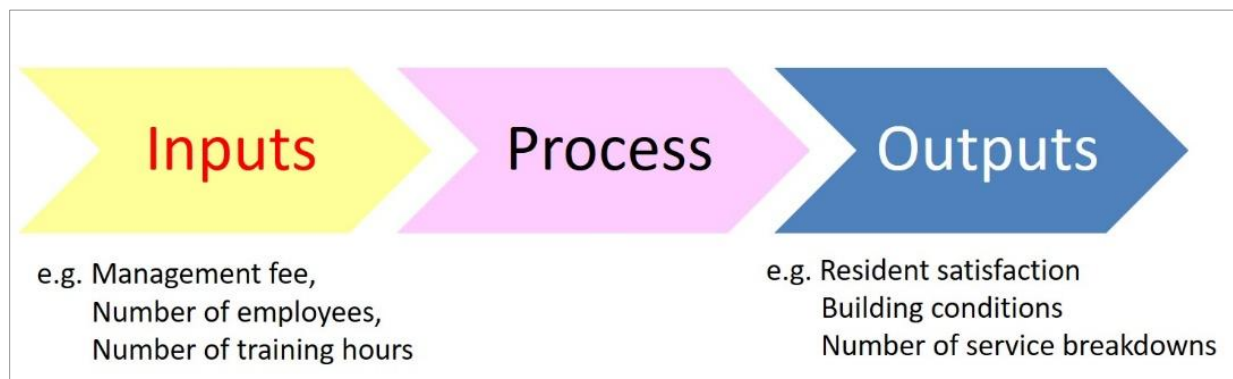 Inputs
Process
Outputs
e.g. Management fee,
Number of employees,
Number of training hours
e.g. Resident satisfaction
Building conditions
Number of service breakdowns